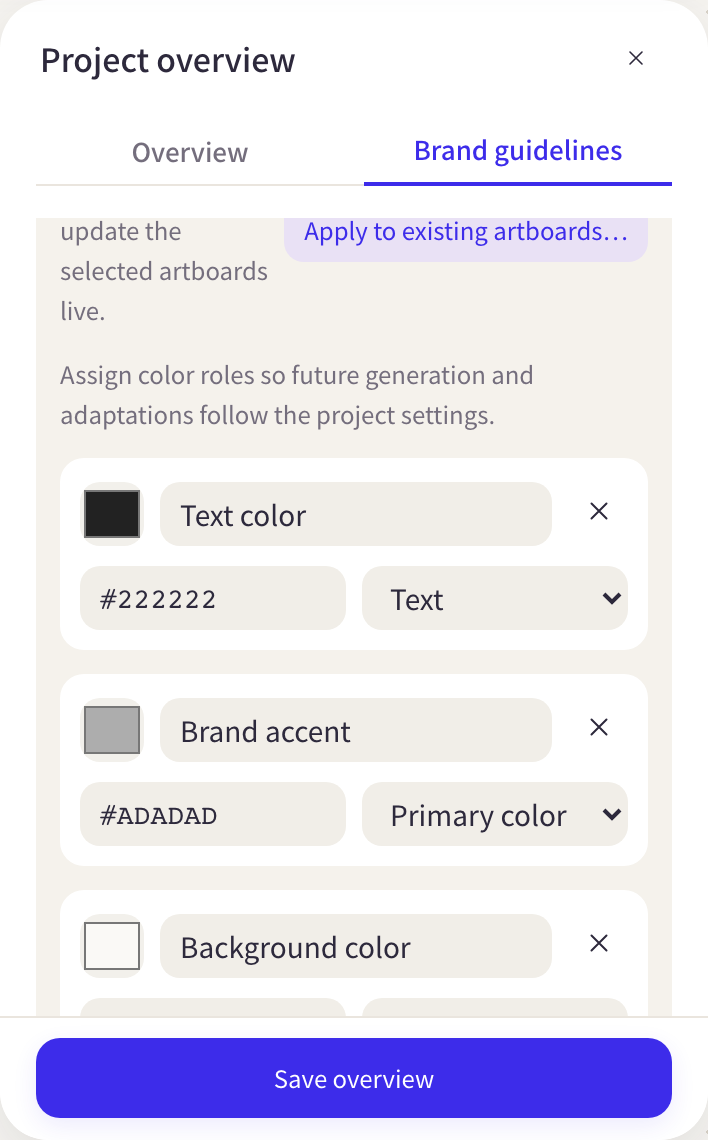 Project overview
Overview
Brand guidelines
update the
selected artboards
live.
Apply to existing artboards…
Assign color roles so future generation and
adaptations follow the project settings.
Text color
#222222
Text
Brand accent
#ADADAD
Primary color
Background color
Save overview